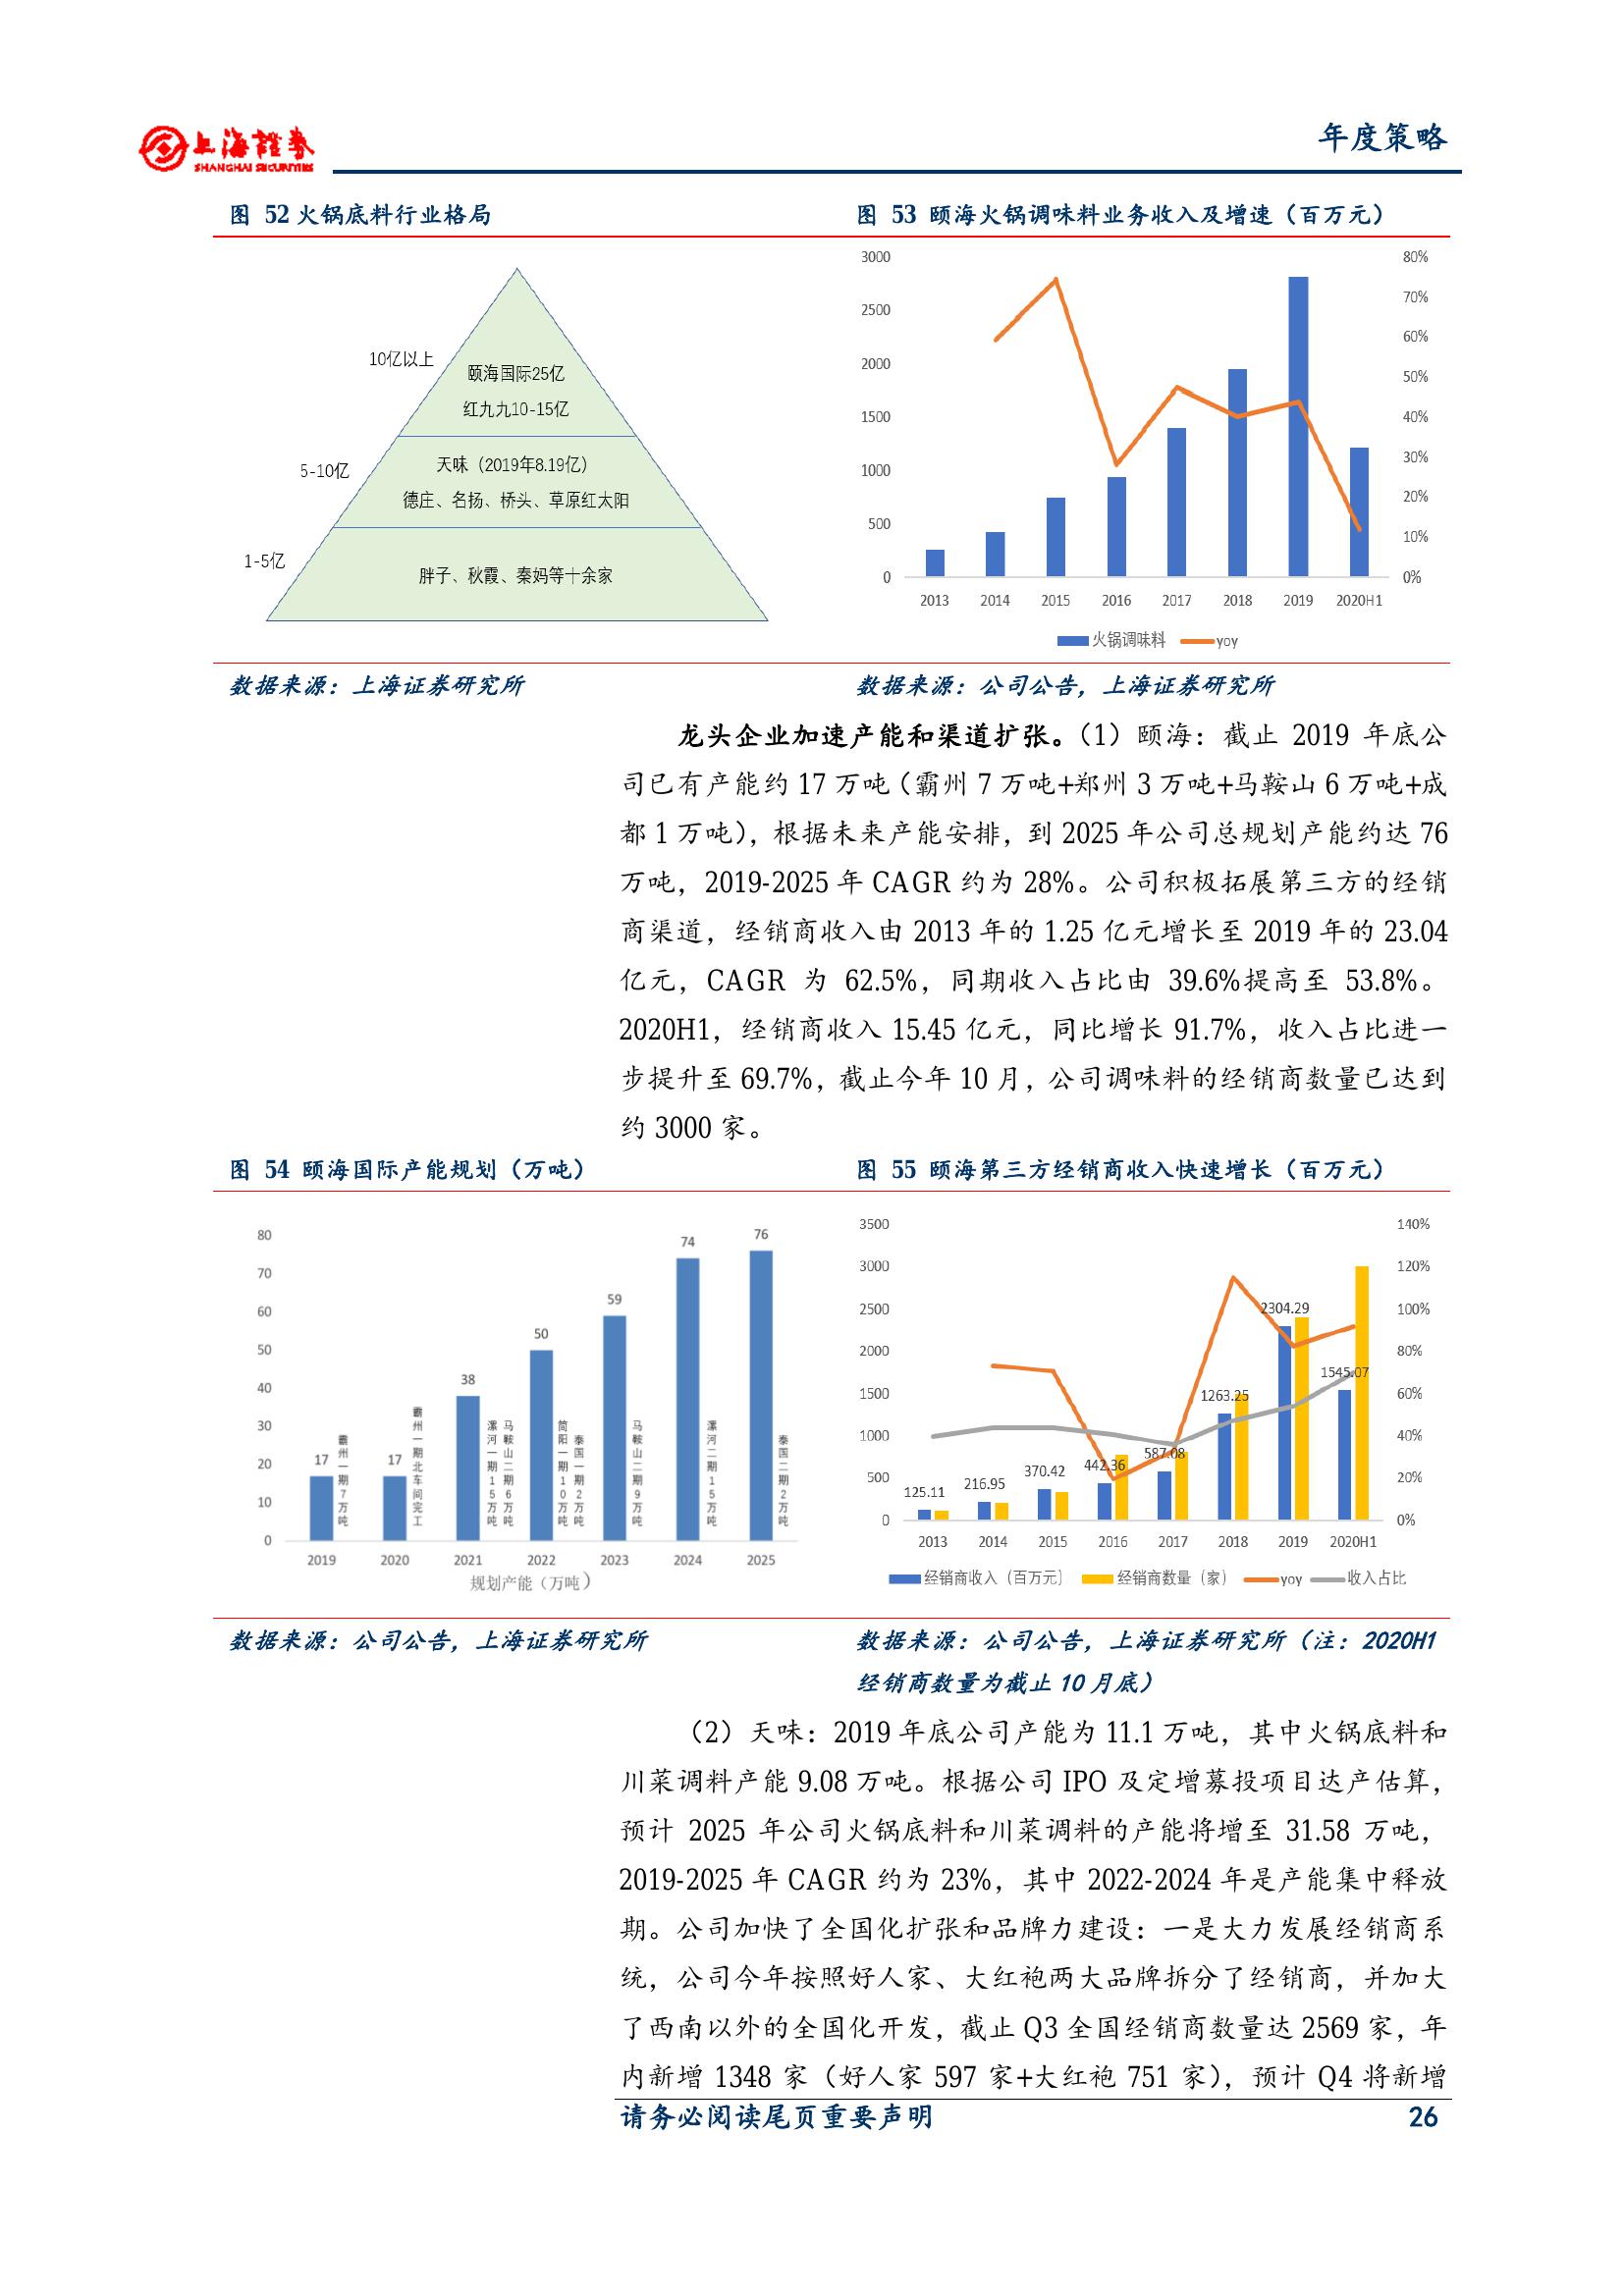 上海證券
SHANGHAI SECURITIES
年度策略
图 52 火锅底料行业格局
10亿以上
颐海国际25亿
红九九10-15亿
5-10亿
天味（2019年8.19亿）
德庄、名扬、桥头、草原红太阳
1-5亿
胖子、秋霞、秦妈等十余家
数据来源：上海证券研究所
图 53 颐海火锅调味料业务收入及增速（百万元）
3000
2500
2000
1500
1000
500
0
80%
70%
60%
50%
40%
30%
20%
10%
0%
2013 2014 2015 2016 2017 2018 2019 2020H1
火锅调味料 yoy
数据来源：公司公告，上海证券研究所
龙头企业加速产能和渠道扩张。（1）颐海：截止 2019 年底公
司已有产能约 17 万吨（霸州 7 万吨+郑州 3 万吨+马鞍山 6 万吨+成
都 1 万吨），根据未来产能安排，到 2025 年公司总规划产能约达 76
万吨，2019-2025 年 CAGR 约为 28%。公司积极拓展第三方的经销
商渠道，经销商收入由 2013 年的 1.25 亿元增长至 2019 年的 23.04
亿元，CAGR 为 62.5%，同期收入占比由 39.6%提高至 53.8%。
2020H1，经销商收入 15.45 亿元，同比增长 91.7%，收入占比进一
步提升至 69.7%，截止今年 10 月，公司调味料的经销商数量已达到
约 3000 家。
图 54 颐海国际产能规划（万吨）
80
70
60
50
40
30
20
10
0
17
霸州一期7万吨
17
霸州一期北车间完工
38
漯河一期15万吨
马鞍山二期6万吨
50
简阳一期10万吨
泰国一期2万吨
59
马鞍山二期9万吨
74
漯河二期15万吨
76
泰国二期2万吨
2019 2020 2021 2022 2023 2024 2025
规划产能（万吨）
数据来源：公司公告，上海证券研究所
图 55 颐海第三方经销商收入快速增长（百万元）
3500
3000
2500
2000
1500
1000
500
0
140%
120%
100%
80%
60%
40%
20%
0%
125.11
216.95
370.42
442.36
587.08
1263.25
2304.29
1545.07
2013 2014 2015 2016 2017 2018 2019 2020H1
经销商收入（百万元） 经销商数量（家） yoy 收入占比
数据来源：公司公告，上海证券研究所（注：2020H1
经销商数量为截止 10 月底）
（2）天味：2019 年底公司产能为 11.1 万吨，其中火锅底料和
川菜调料产能 9.08 万吨。根据公司 IPO 及定增募投项目达产估算，
预计 2025 年公司火锅底料和川菜调料的产能将增至 31.58 万吨，
2019-2025 年 CAGR 约为 23%，其中 2022-2024 年是产能集中释放
期。公司加快了全国化扩张和品牌力建设：一是大力发展经销商系
统，公司今年按照好人家、大红袍两大品牌拆分了经销商，并加大
了西南以外的全国化开发，截止 Q3 全国经销商数量达 2569 家，年
内新增 1348 家（好人家 597 家+大红袍 751 家），预计 Q4 将新增
请务必阅读尾页重要声明
26